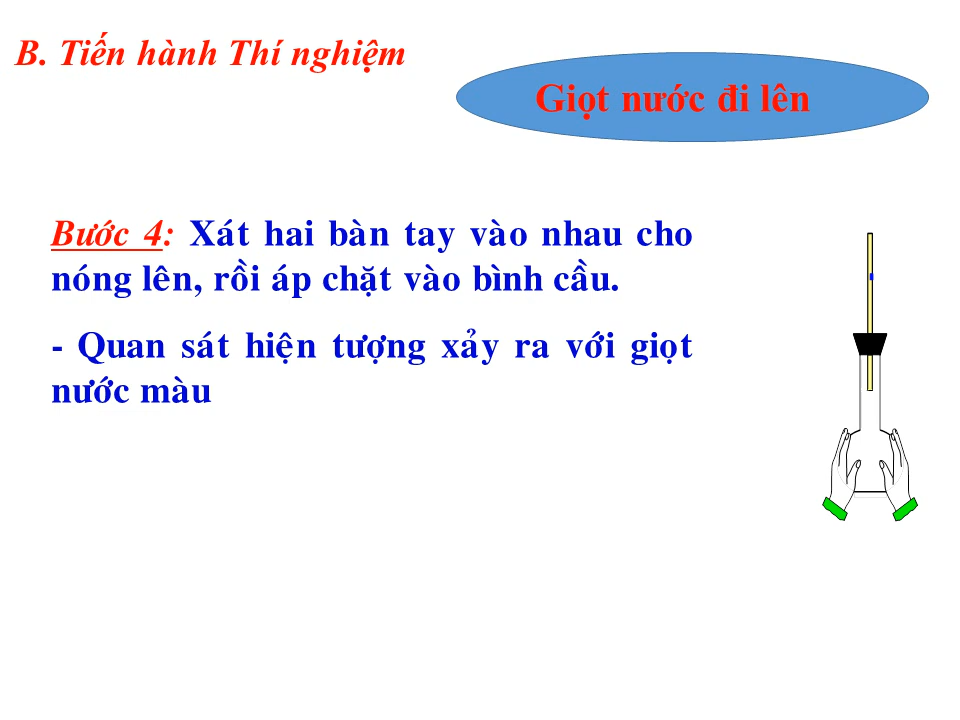 B. Tiến hành Thí nghiệm
Giọt nước đi lên
Bước 4: Xát hai bàn tay vào nhau cho
nóng lên, rồi áp chặt vào bình cầu.
- Quan sát hiện tượng xảy ra với giọt
nước màu